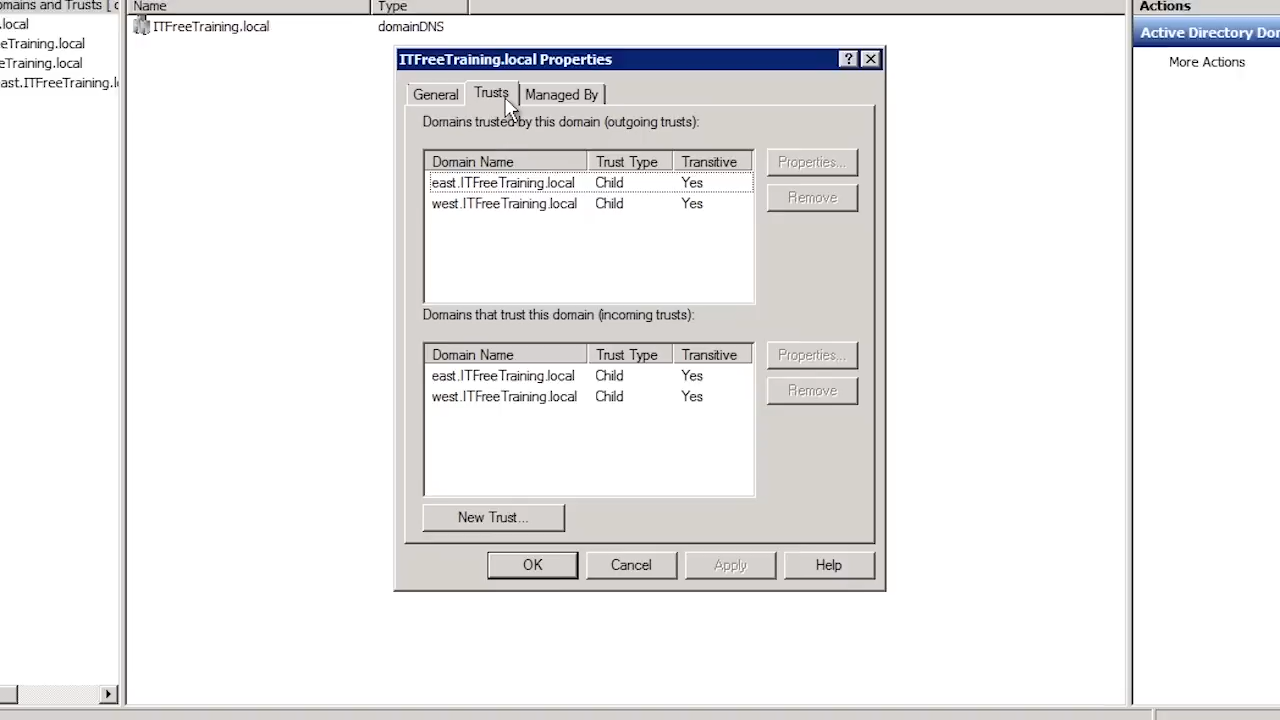 omains and Trusts [ d
Name
Type
Actions
.local
ITFreeTraining.local
domainDNS
Active Directory Dom
eTraining.local
eTraining.local
east.ITFreeTraining.l
More Actions
ITFreeTraining.local Properties
?
General
Trusts
Managed By
Domains trusted by this domain (outgoing trusts):
Domain Name
Trust Type
Transitive
Properties...
east.ITFreeTraining.local
Child
Yes
west.ITFreeTraining.local
Child
Yes
Remove
Domains that trust this domain (incoming trusts):
Domain Name
Trust Type
Transitive
Properties...
east.ITFreeTraining.local
Child
Yes
west.ITFreeTraining.local
Child
Yes
Remove
New Trust...
OK
Cancel
Apply
Help